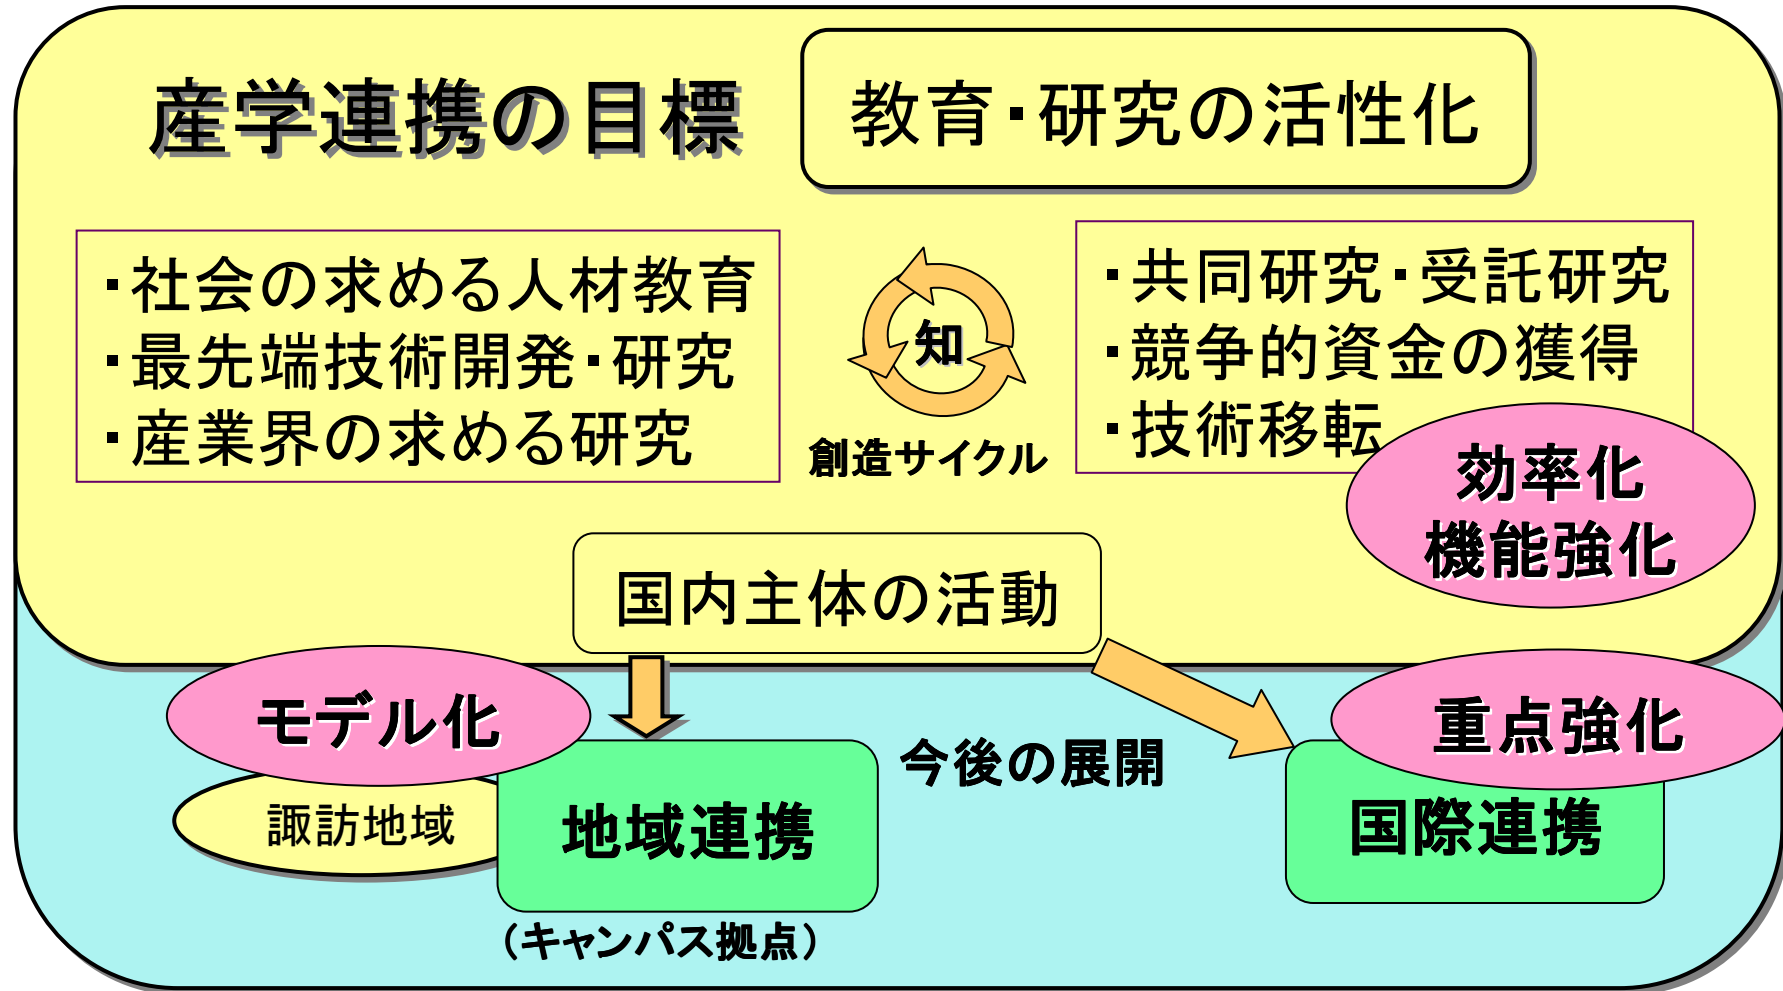 産学連携の目標
教育・研究の活性化
・社会の求める人材教育
・最先端技術開発・研究
・産業界の求める研究
知
創造サイクル
・共同研究・受託研究
・競争的資金の獲得
・技術移転
効率化
機能強化
国内主体の活動
モデル化
諏訪地域
地域連携
（キャンパス拠点）
今後の展開
重点強化
国際連携